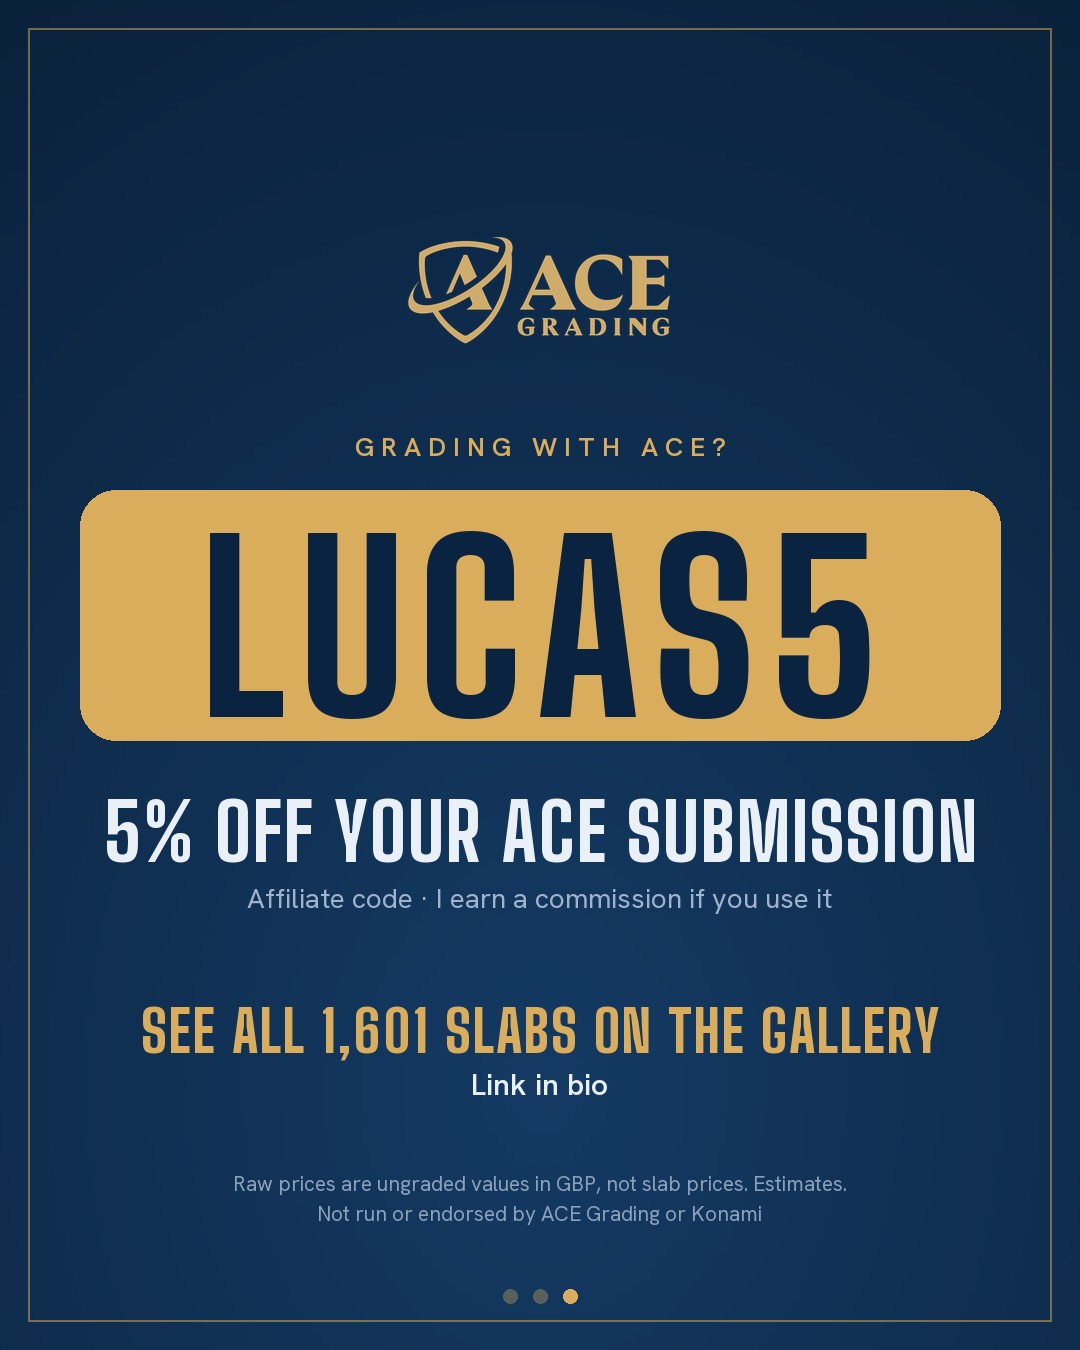 A ACE
GRADING
GRADING WITH ACE?
LUCAS5
5% OFF YOUR ACE SUBMISSION
Affiliate code · I earn a commission if you use it
SEE ALL 1,601 SLABS ON THE GALLERY
Link in bio
Raw prices are ungraded values in GBP, not slab prices. Estimates.
Not run or endorsed by ACE Grading or Konami